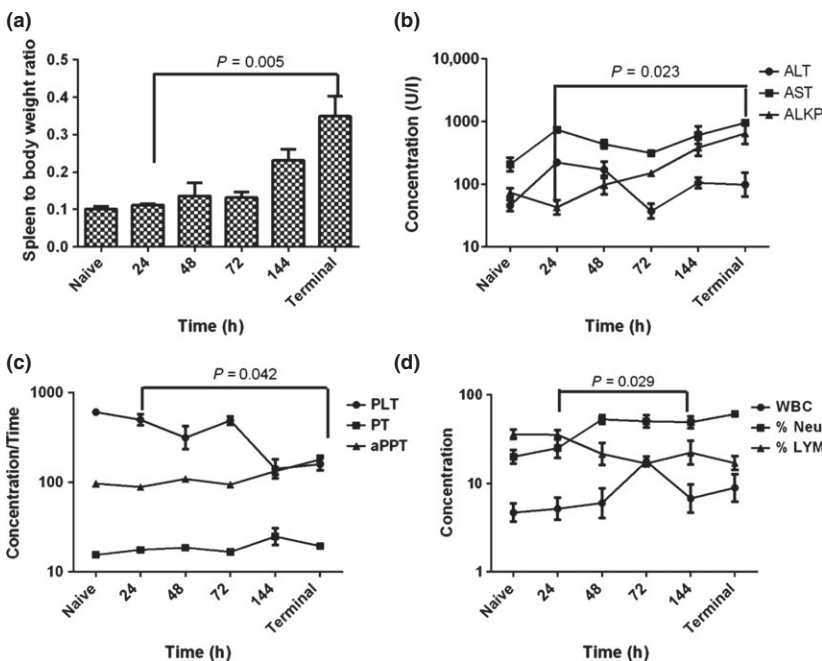 (a)
P = 0.005
Spleen to body weight ratio
0.5
0.4
0.3
0.2
0.1
0.0
Naive
24
48
72
144
Terminal
Time (h)
(b)
P = 0.023
Concentration (U/l)
10,000
1000
100
10
Naive
24
48
72
144
Terminal
Time (h)
ALT
AST
ALKP
(c)
P = 0.042
Concentration/Time
1000
100
10
Naive
24
48
72
144
Terminal
Time (h)
PLT
PT
aPPT
(d)
P = 0.029
Concentration
100
10
1
Naive
24
48
72
144
Terminal
Time (h)
WBC
% Neu
% LYM